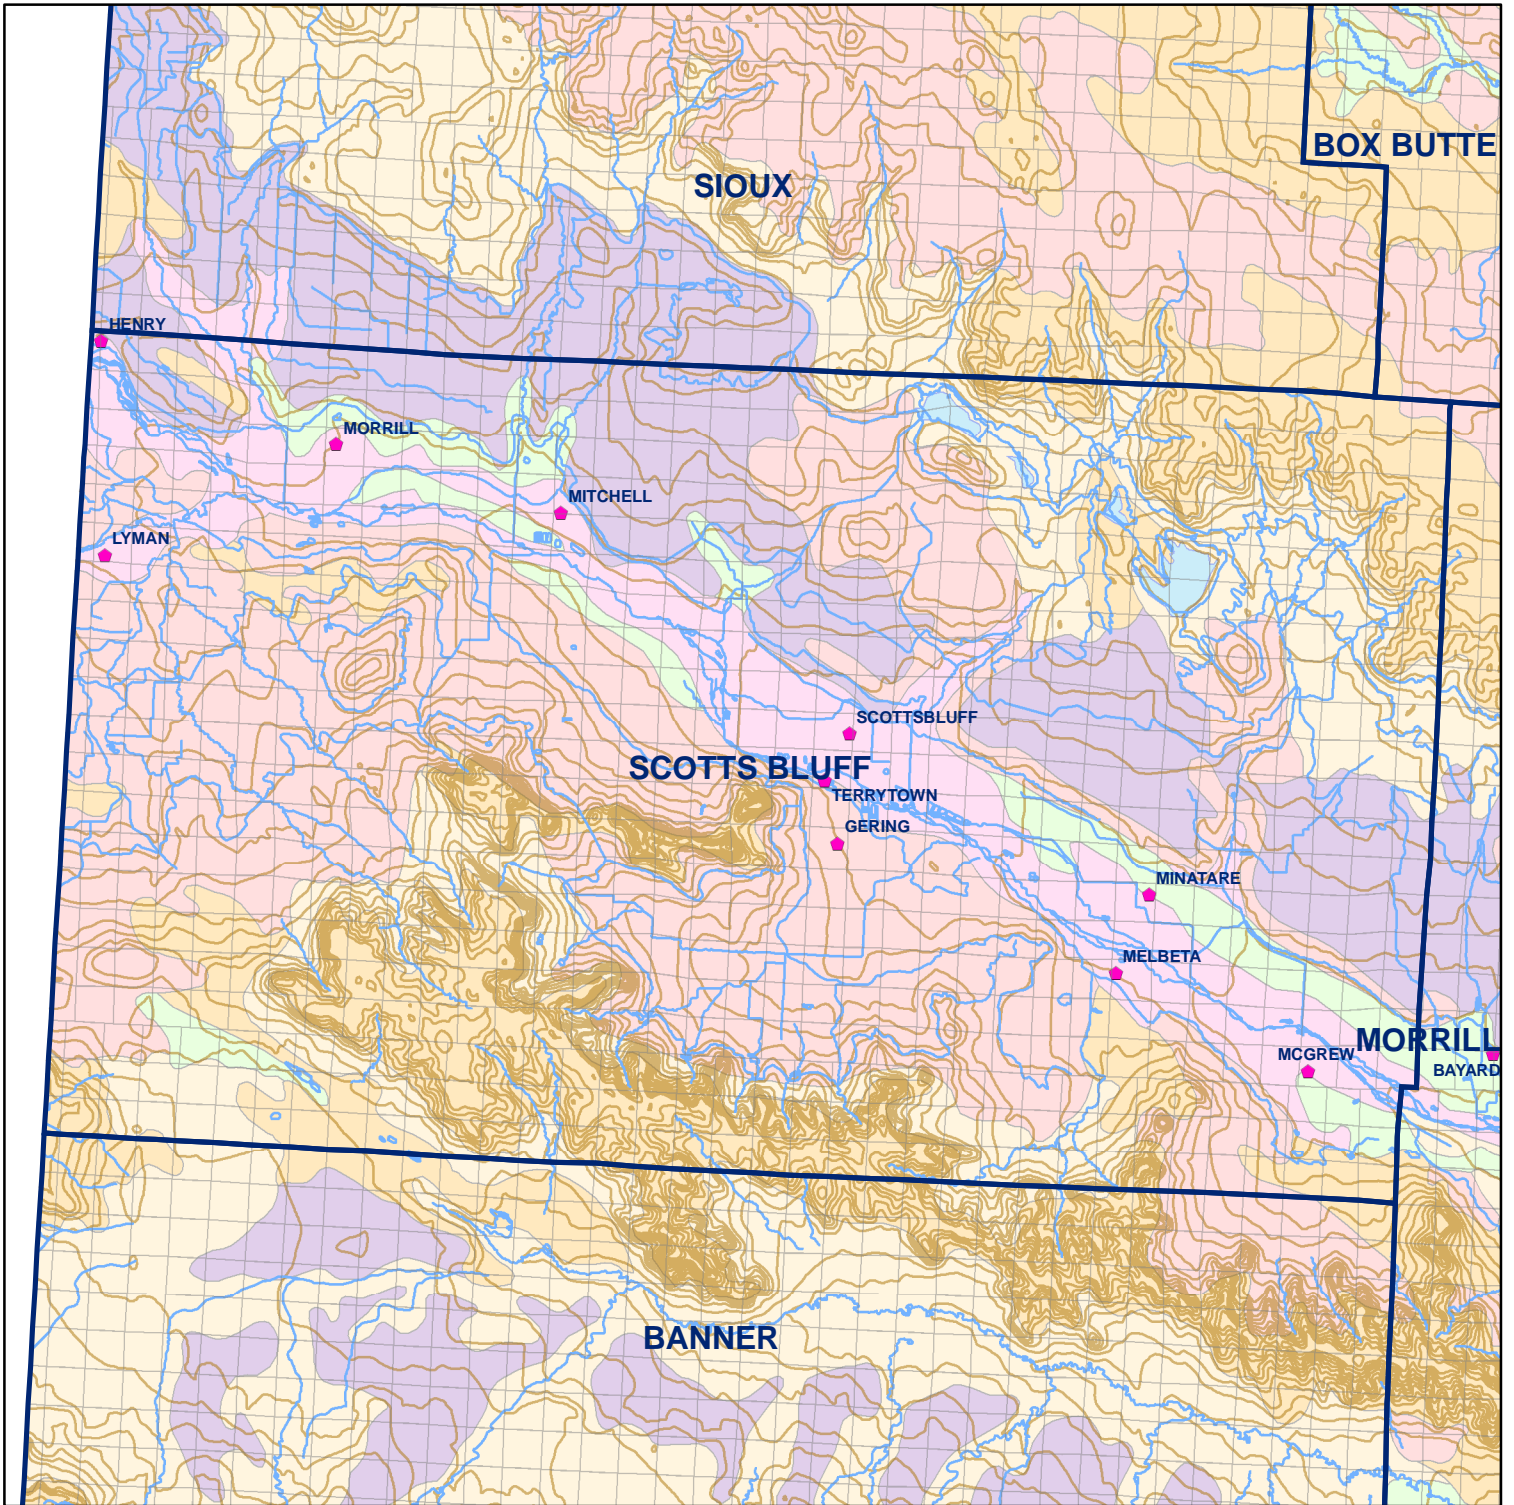 BOX BUTTE
SIOUX
HENRY
MORRILL
MITCHELL
LYMAN
SCOTTSBLUFF
SCOTTS BLUFF
TERRYTOWN
GERING
MINATARE
MELBETA
MORRILL
MCGREW
BAYARD
BANNER